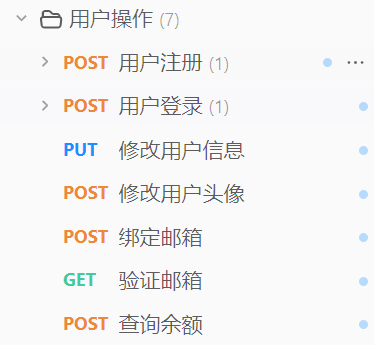 用户操作 (7)
POST 用户注册 (1)
POST 用户登录 (1)
PUT 修改用户信息
POST 修改用户头像
POST 绑定邮箱
GET 验证邮箱
POST 查询余额